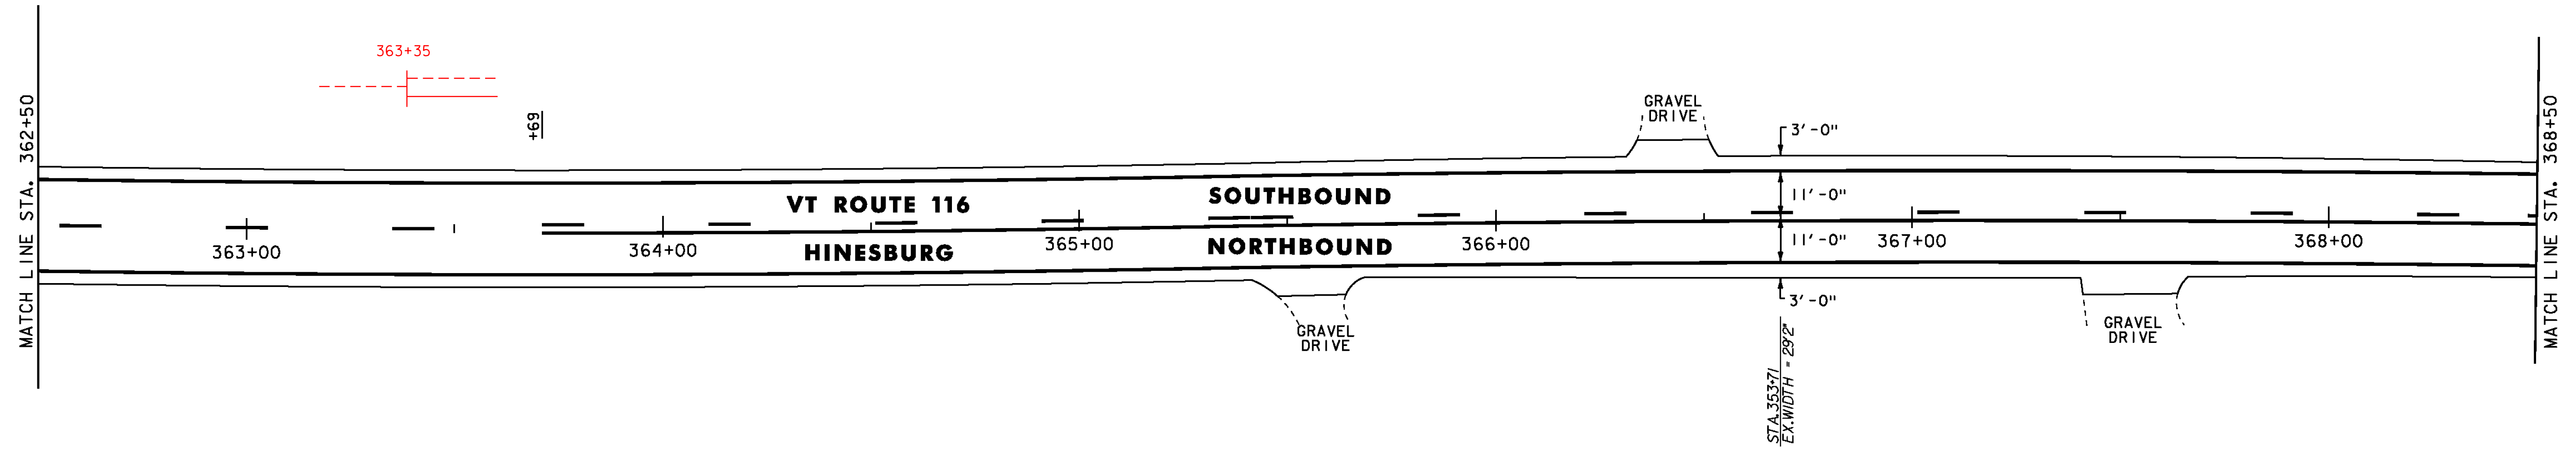 MATCH LINE STA. 362+50
363+35
+69
GRAVEL
DRIVE
3'-0"
VT ROUTE 116
SOUTHBOUND
11'-0"
363+00
364+00
HINESBURG
365+00
NORTHBOUND
366+00
11'-0"
367+00
368+00
3'-0"
GRAVEL
DRIVE
GRAVEL
DRIVE
STA.353+71
EX.WIDTH = 29'2"
MATCH LINE STA. 368+50